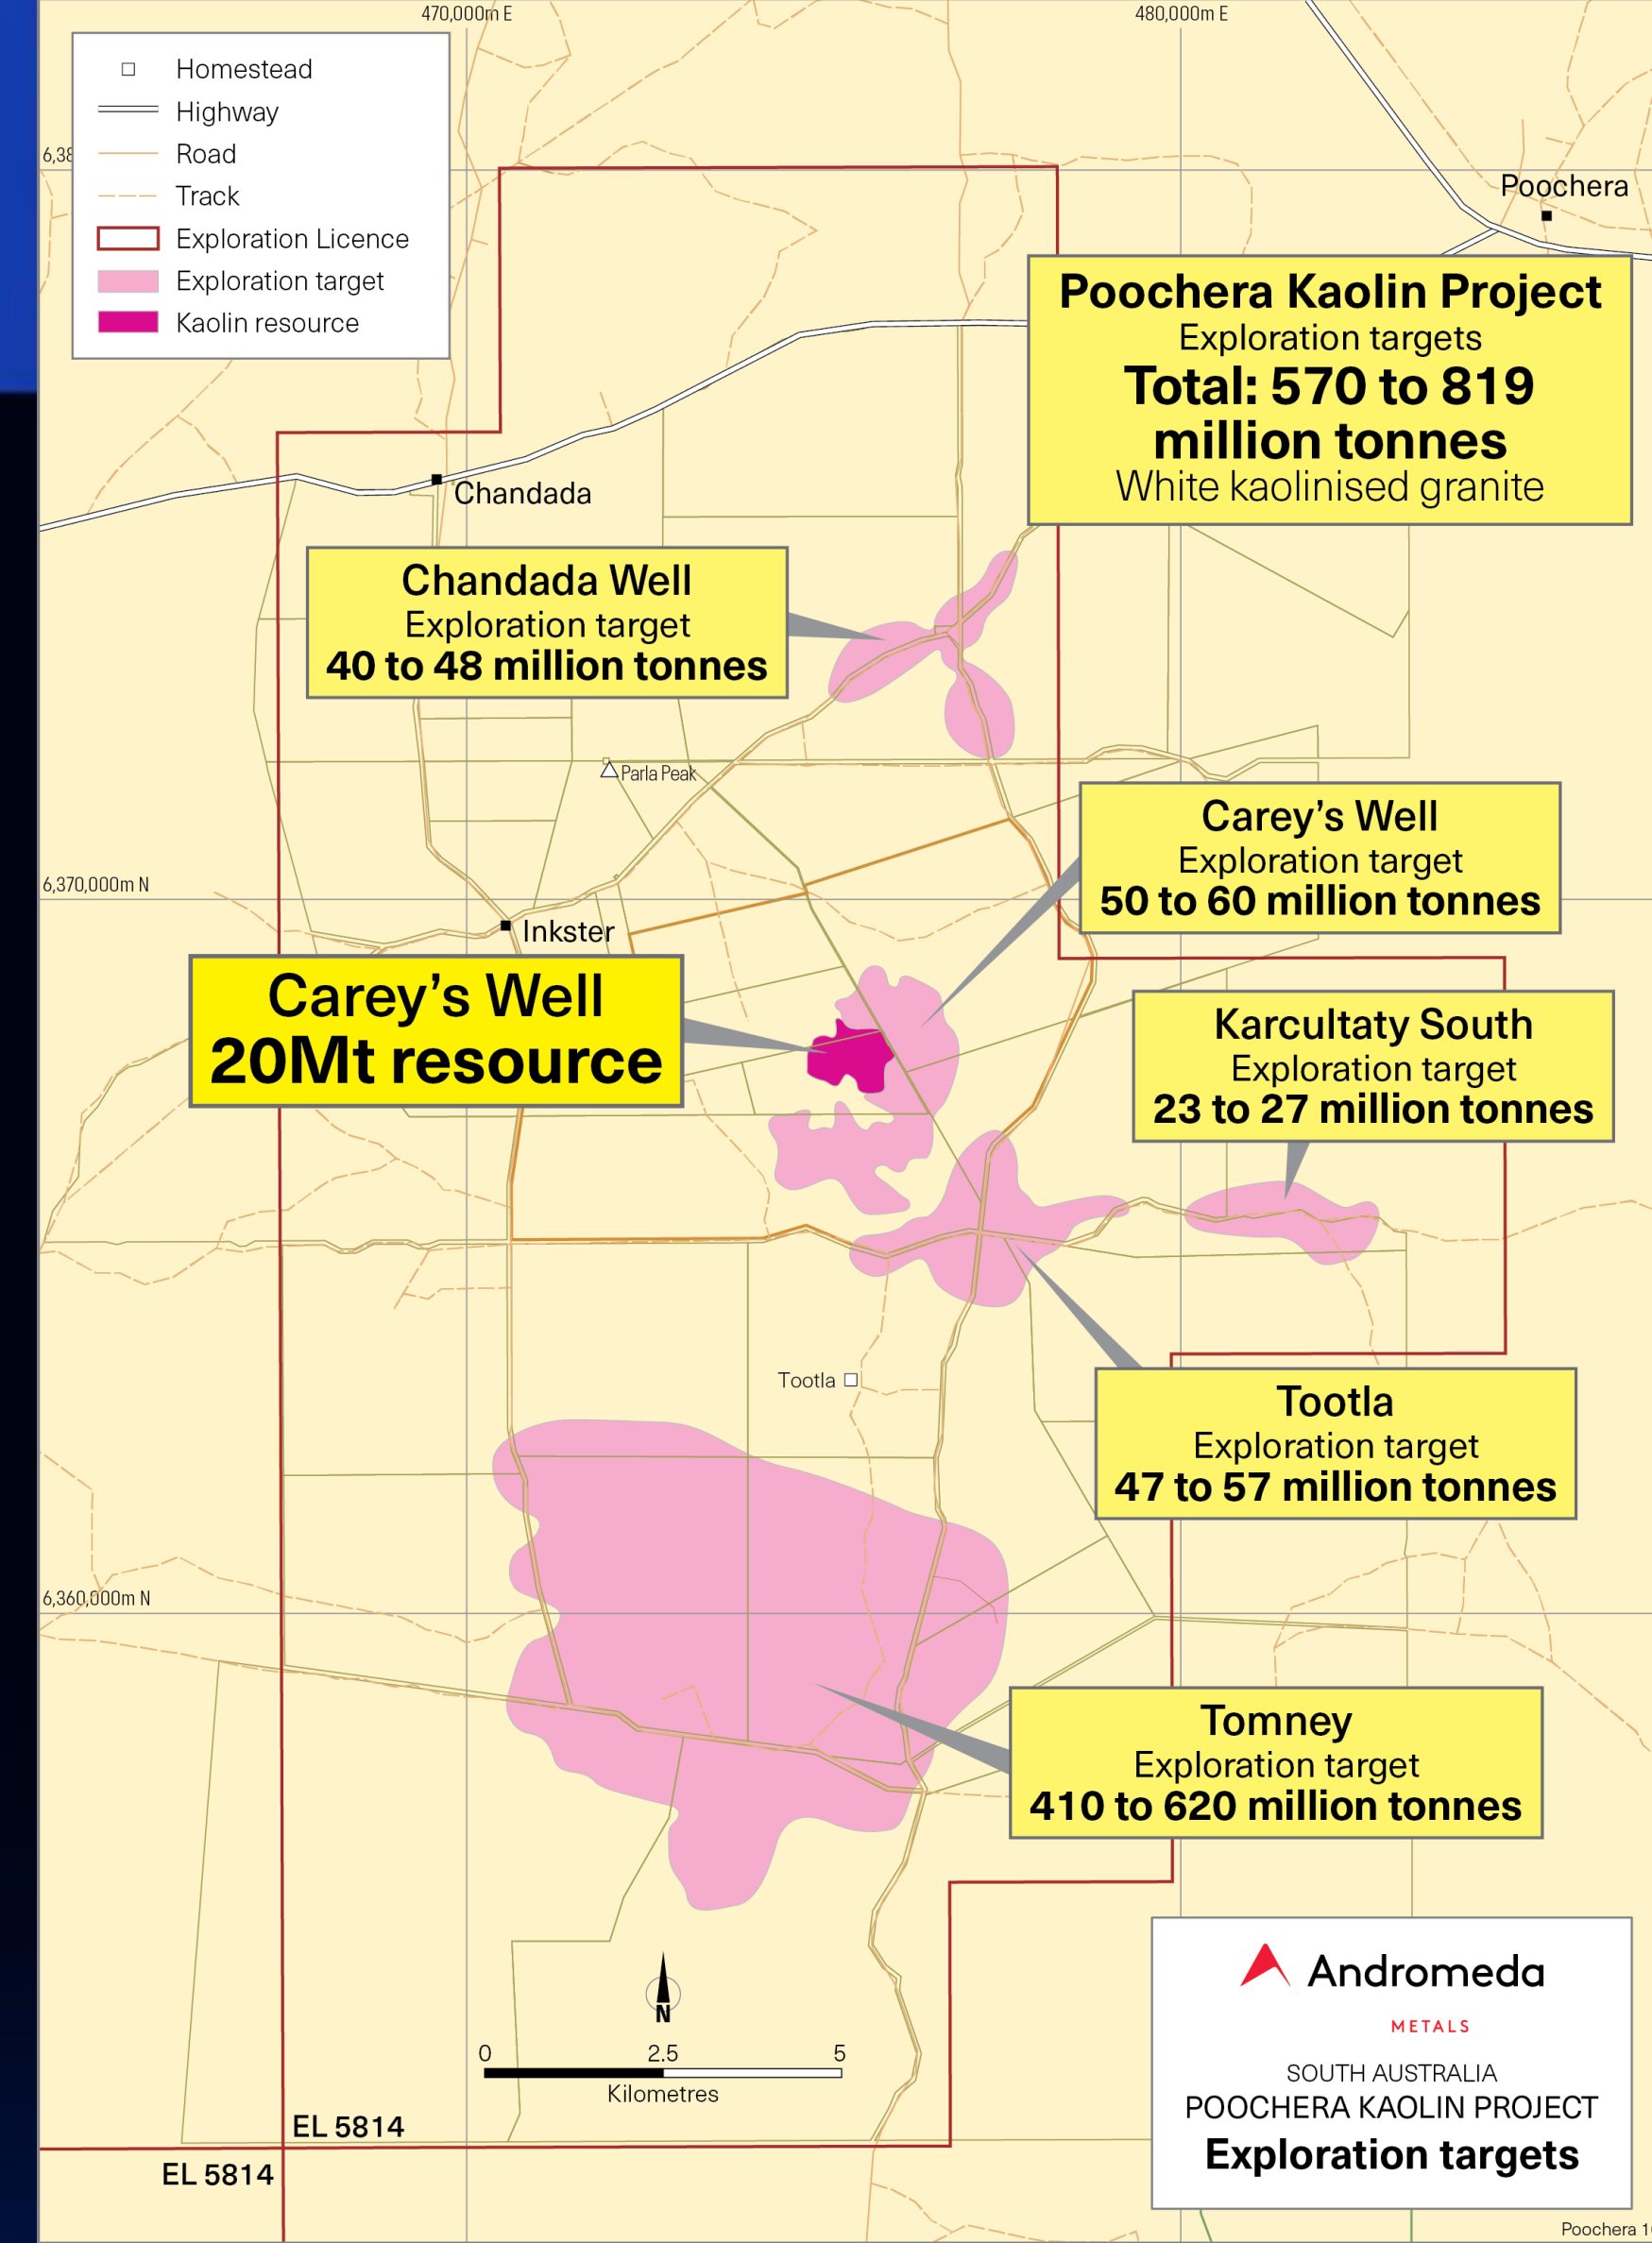 470,000m E
480,000m E
Homestead
Highway
Road
Track
Exploration Licence
Exploration target
Kaolin resource
Poochera
Poochera Kaolin Project
Exploration targets
Total: 570 to 819
million tonnes
White kaolinised granite
Chandada
Chandada Well
Exploration target
40 to 48 million tonnes
Parla Peak
Carey's Well
Exploration target
50 to 60 million tonnes
6,370,000m N
Inkster
Carey's Well
20Mt resource
Karcultaty South
Exploration target
23 to 27 million tonnes
Tootla
Tootla
Exploration target
47 to 57 million tonnes
6,360,000m N
Tomney
Exploration target
410 to 620 million tonnes
N
0 2.5 5
Kilometres
Andromeda
METALS
SOUTH AUSTRALIA
POOCHERA KAOLIN PROJECT
Exploration targets
EL 5814
EL 5814
Poochera